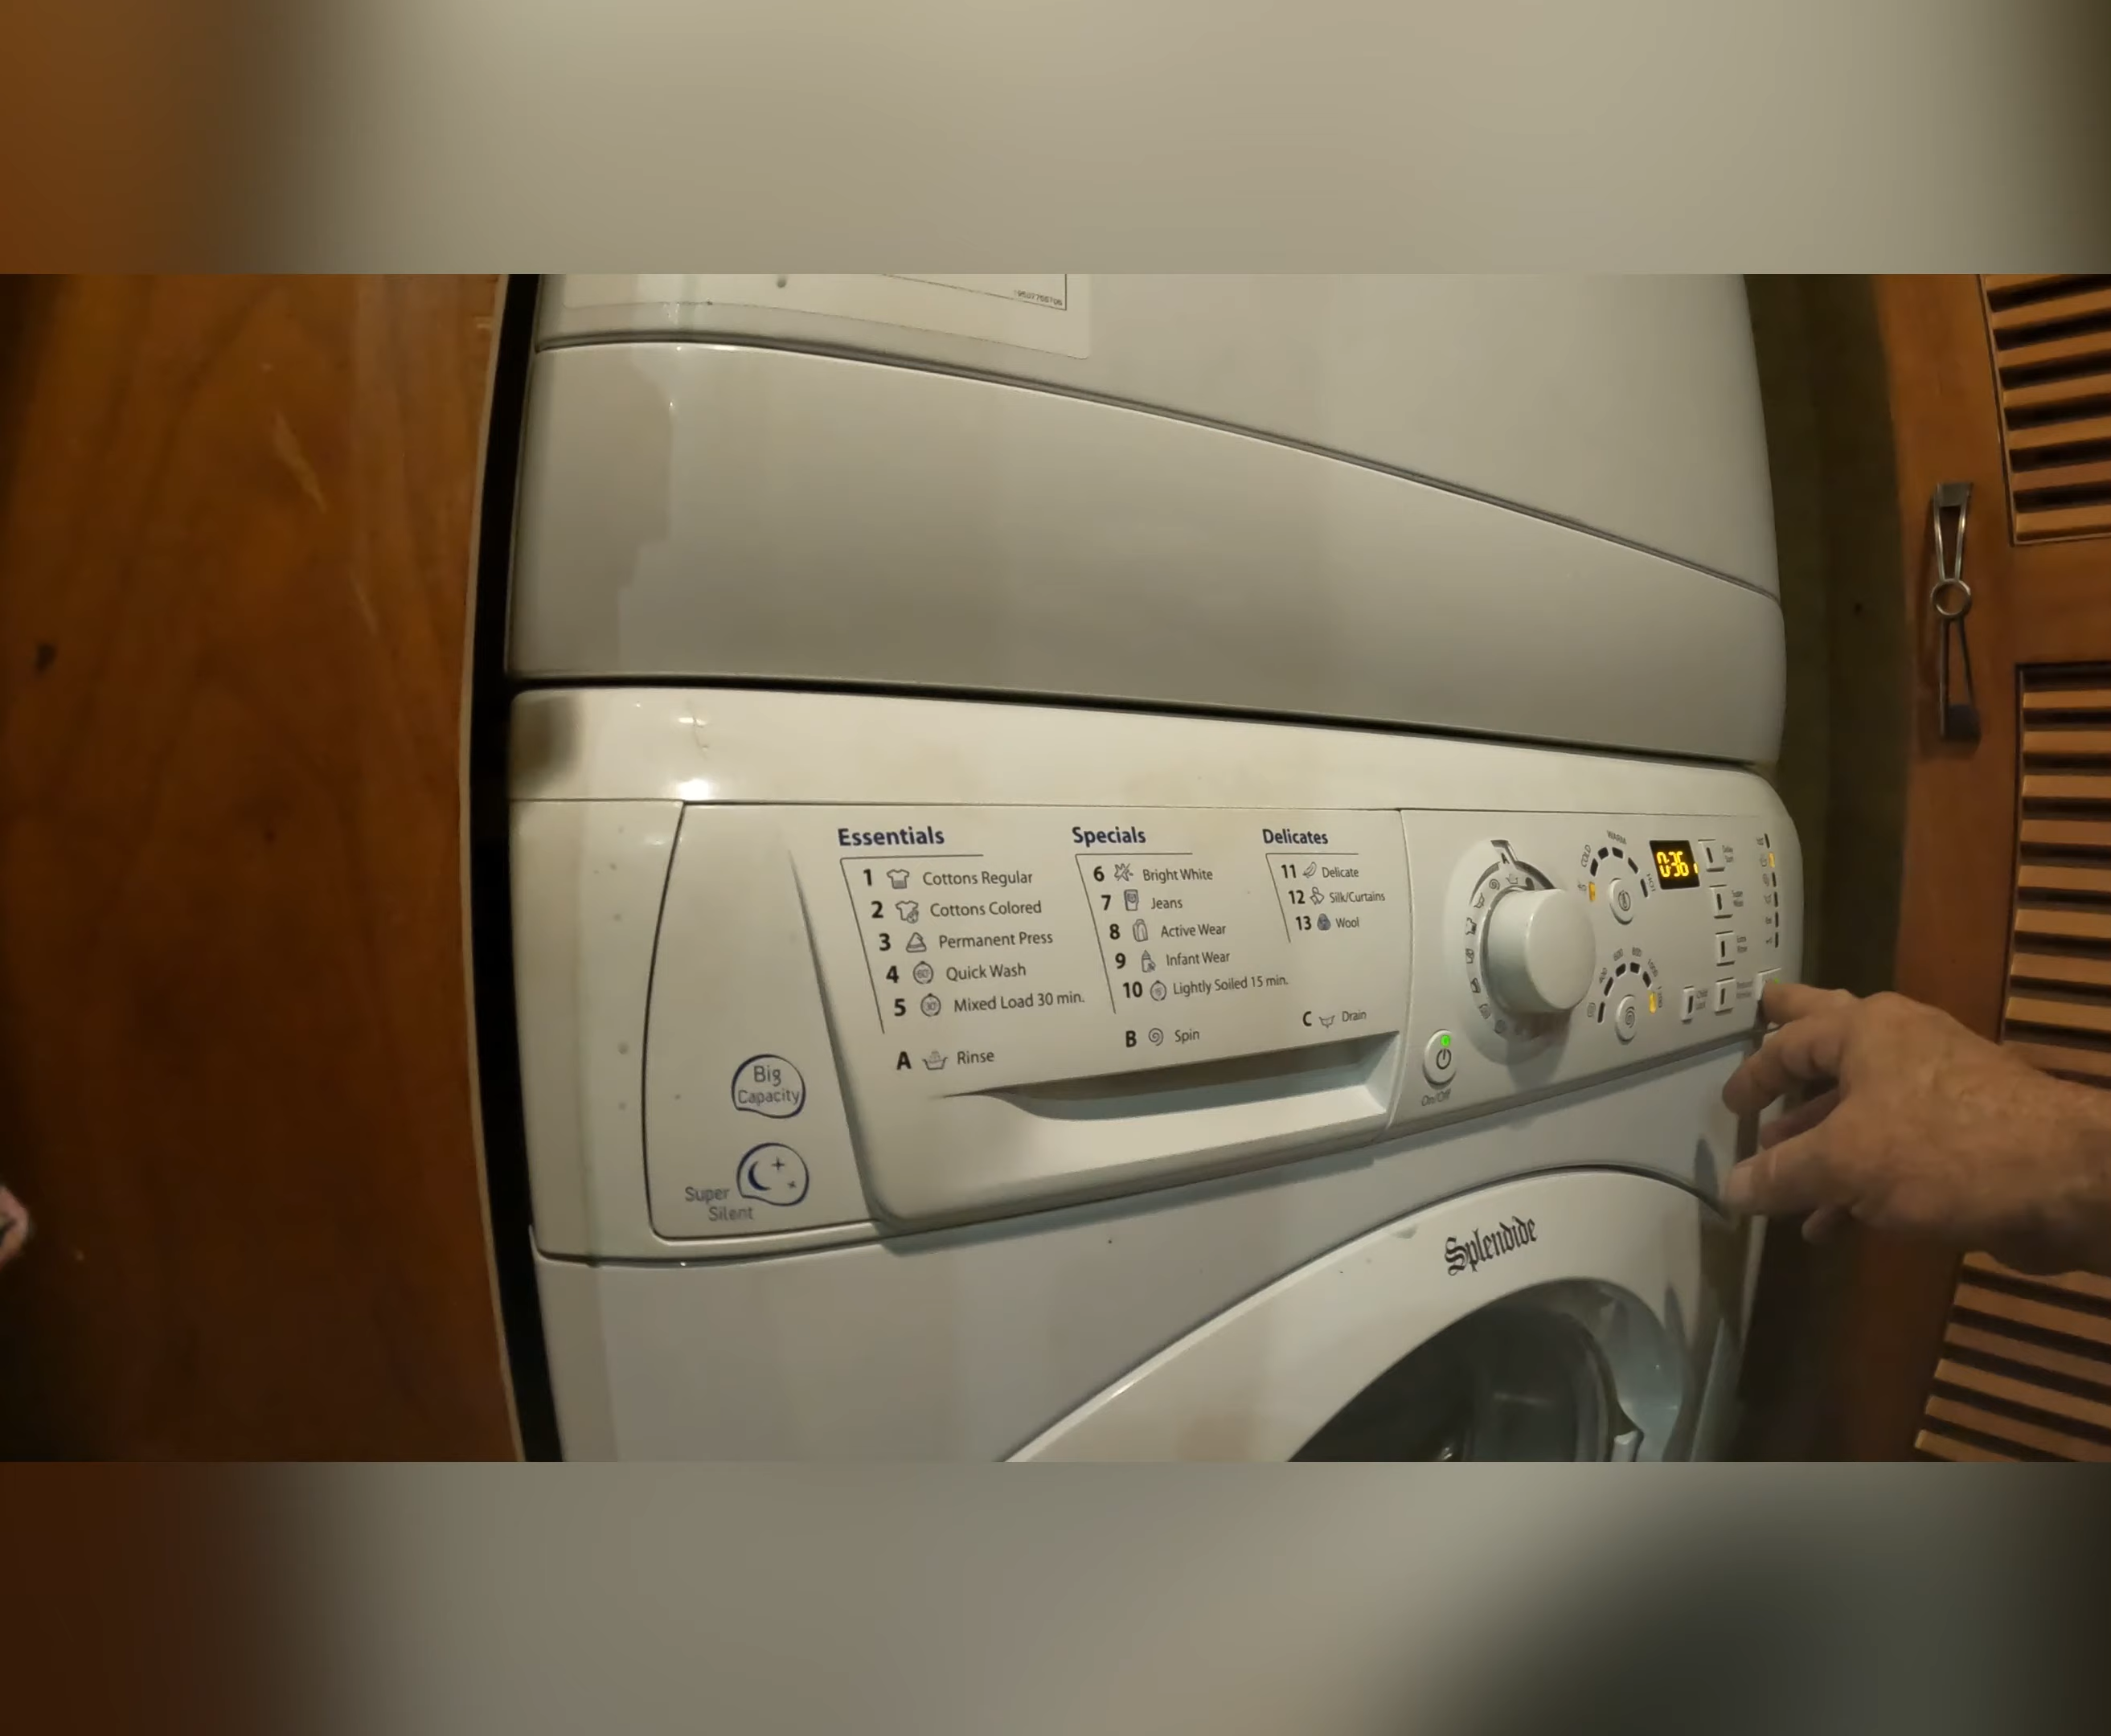 Essentials
1 Cottons Regular
2 Cottons Colored
3 Permanent Press
4 Quick Wash
5 Mixed Load 30 min.
A Rinse
Specials
6 Bright White
7 Jeans
8 Active Wear
9 Infant Wear
10 Lightly Soiled 15 min.
B Spin
Delicates
11 Delicate
12 Silk/Curtains
13 Wool
C Drain
Big
Capacity
Super
Silent
On/Off
COLD
HOT
0:36
Splendide